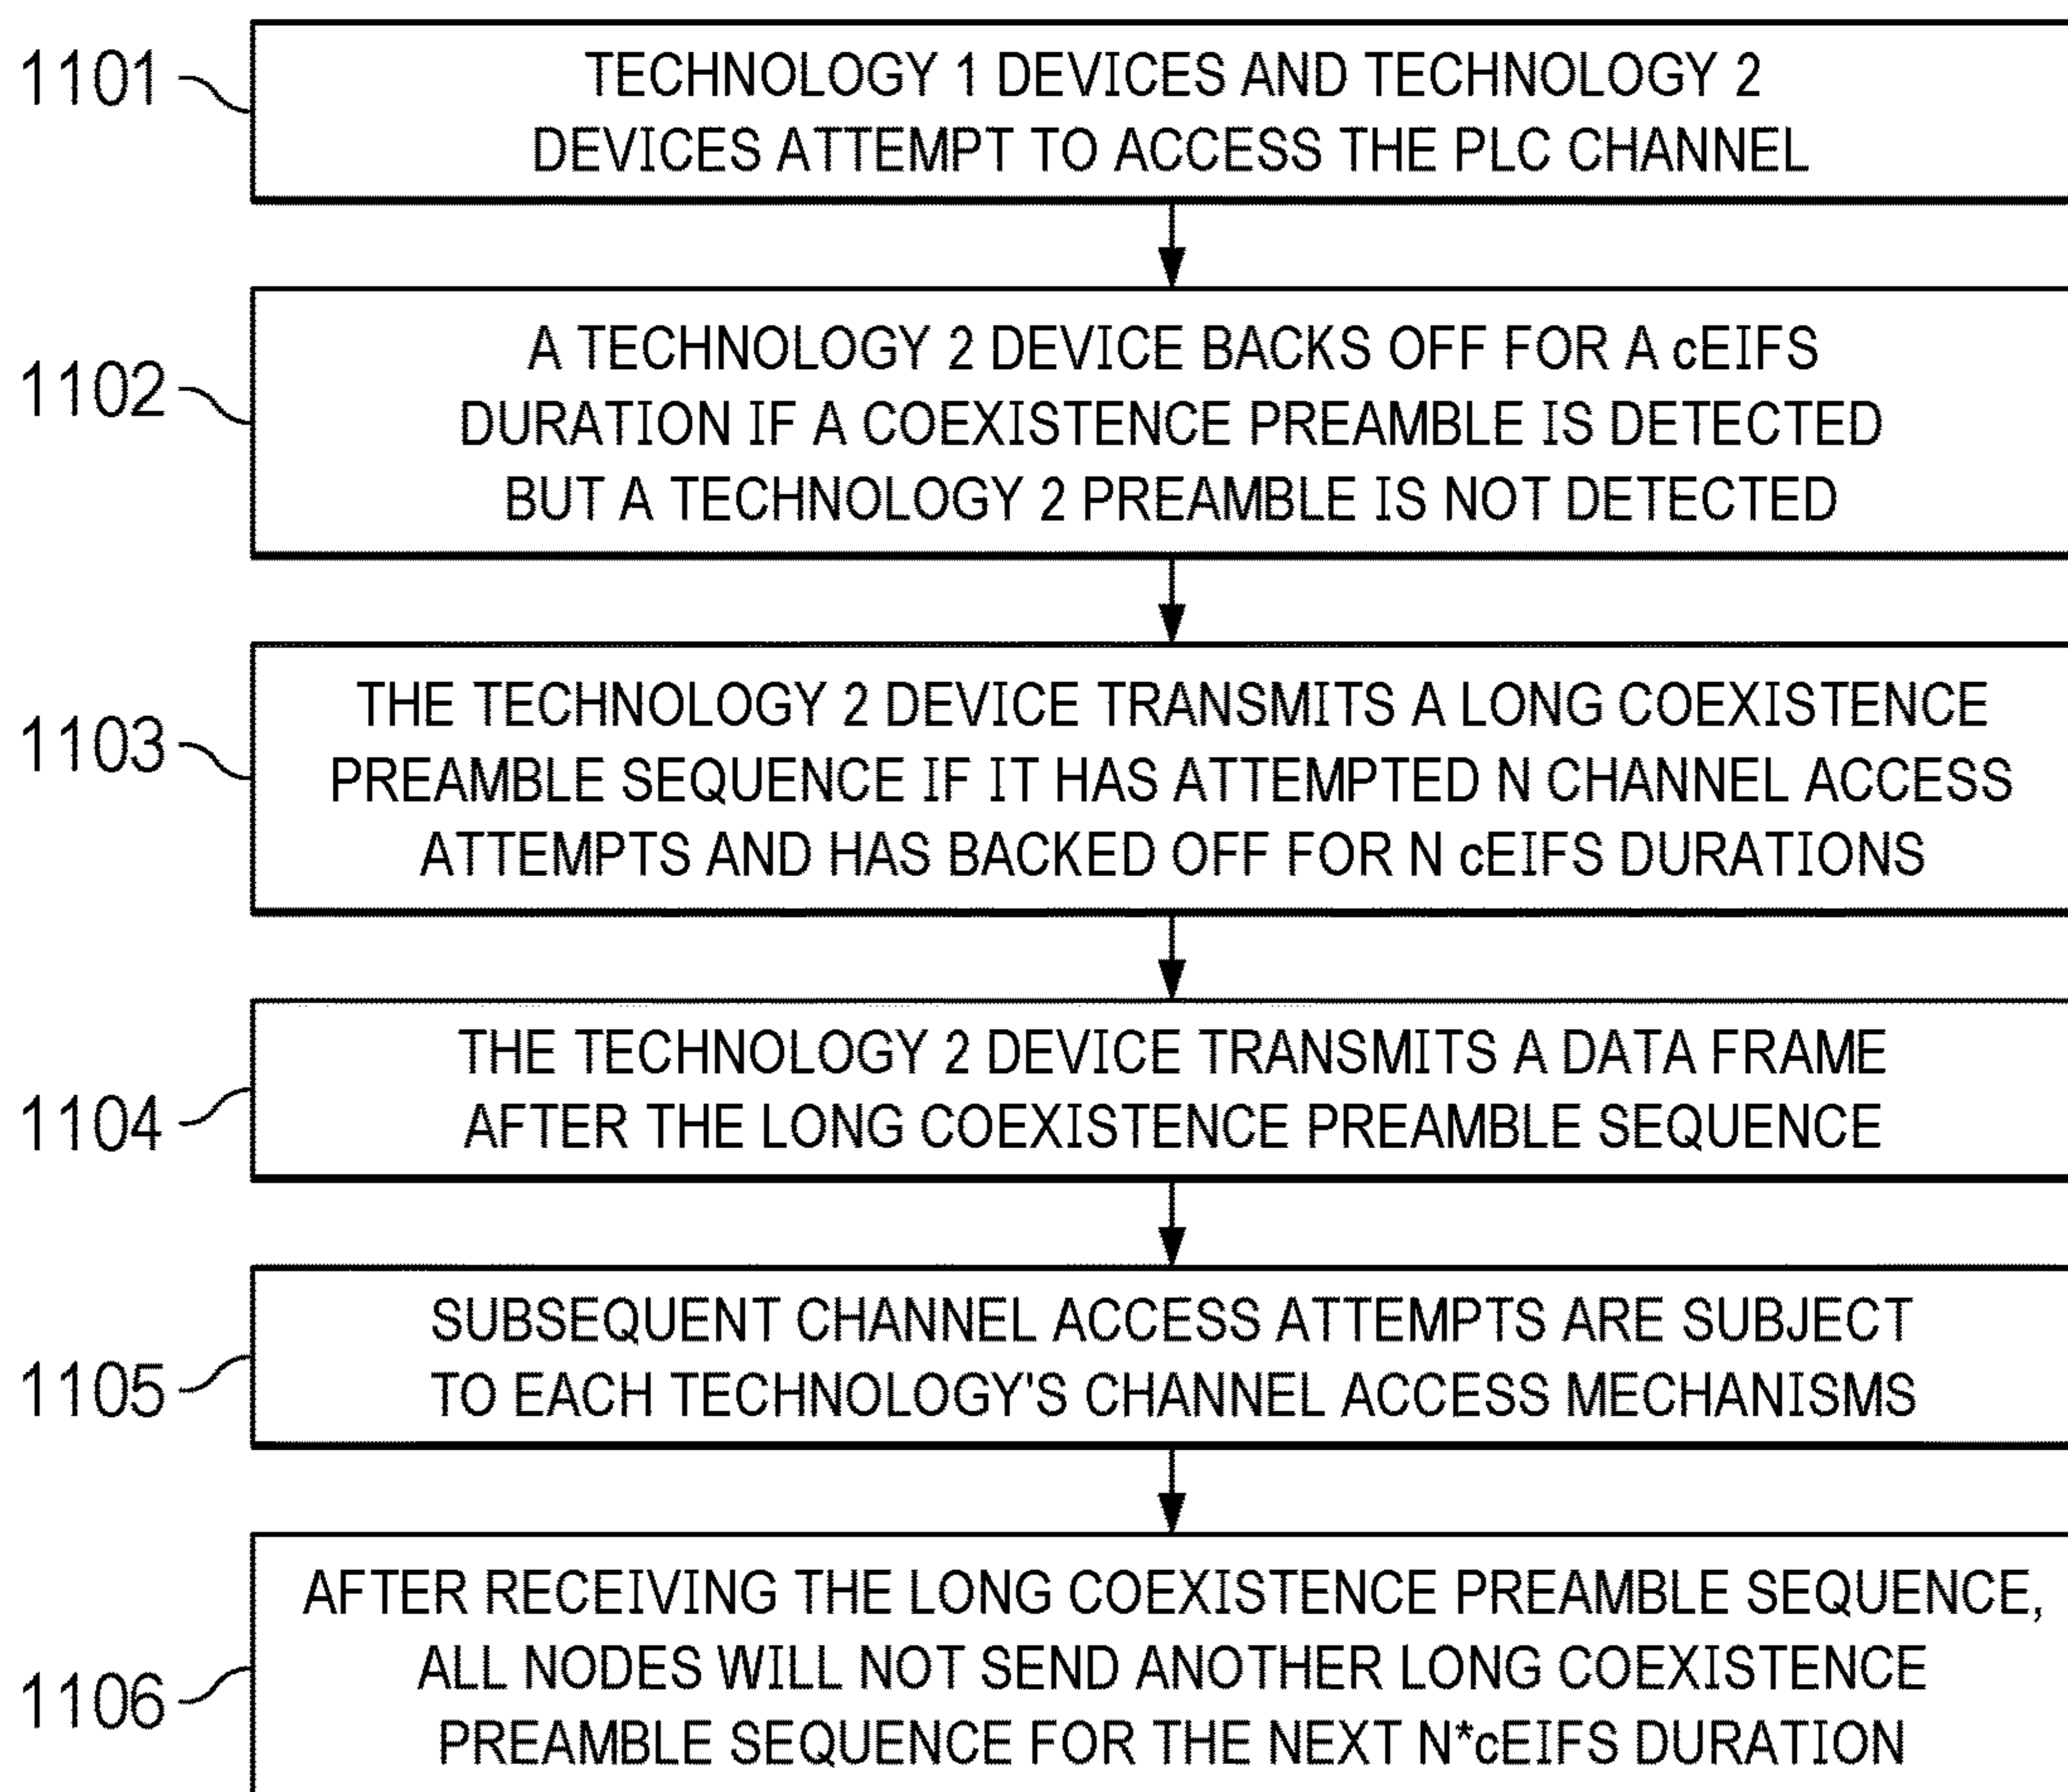 1101
TECHNOLOGY 1 DEVICES AND TECHNOLOGY 2
DEVICES ATTEMPT TO ACCESS THE PLC CHANNEL
1102
A TECHNOLOGY 2 DEVICE BACKS OFF FOR A cEIFS
DURATION IF A COEXISTENCE PREAMBLE IS DETECTED
BUT A TECHNOLOGY 2 PREAMBLE IS NOT DETECTED
1103
THE TECHNOLOGY 2 DEVICE TRANSMITS A LONG COEXISTENCE
PREAMBLE SEQUENCE IF IT HAS ATTEMPTED N CHANNEL ACCESS
ATTEMPTS AND HAS BACKED OFF FOR N cEIFS DURATIONS
1104
THE TECHNOLOGY 2 DEVICE TRANSMITS A DATA FRAME
AFTER THE LONG COEXISTENCE PREAMBLE SEQUENCE
1105
SUBSEQUENT CHANNEL ACCESS ATTEMPTS ARE SUBJECT
TO EACH TECHNOLOGY'S CHANNEL ACCESS MECHANISMS
1106
AFTER RECEIVING THE LONG COEXISTENCE PREAMBLE SEQUENCE,
ALL NODES WILL NOT SEND ANOTHER LONG COEXISTENCE
PREAMBLE SEQUENCE FOR THE NEXT N*cEIFS DURATION